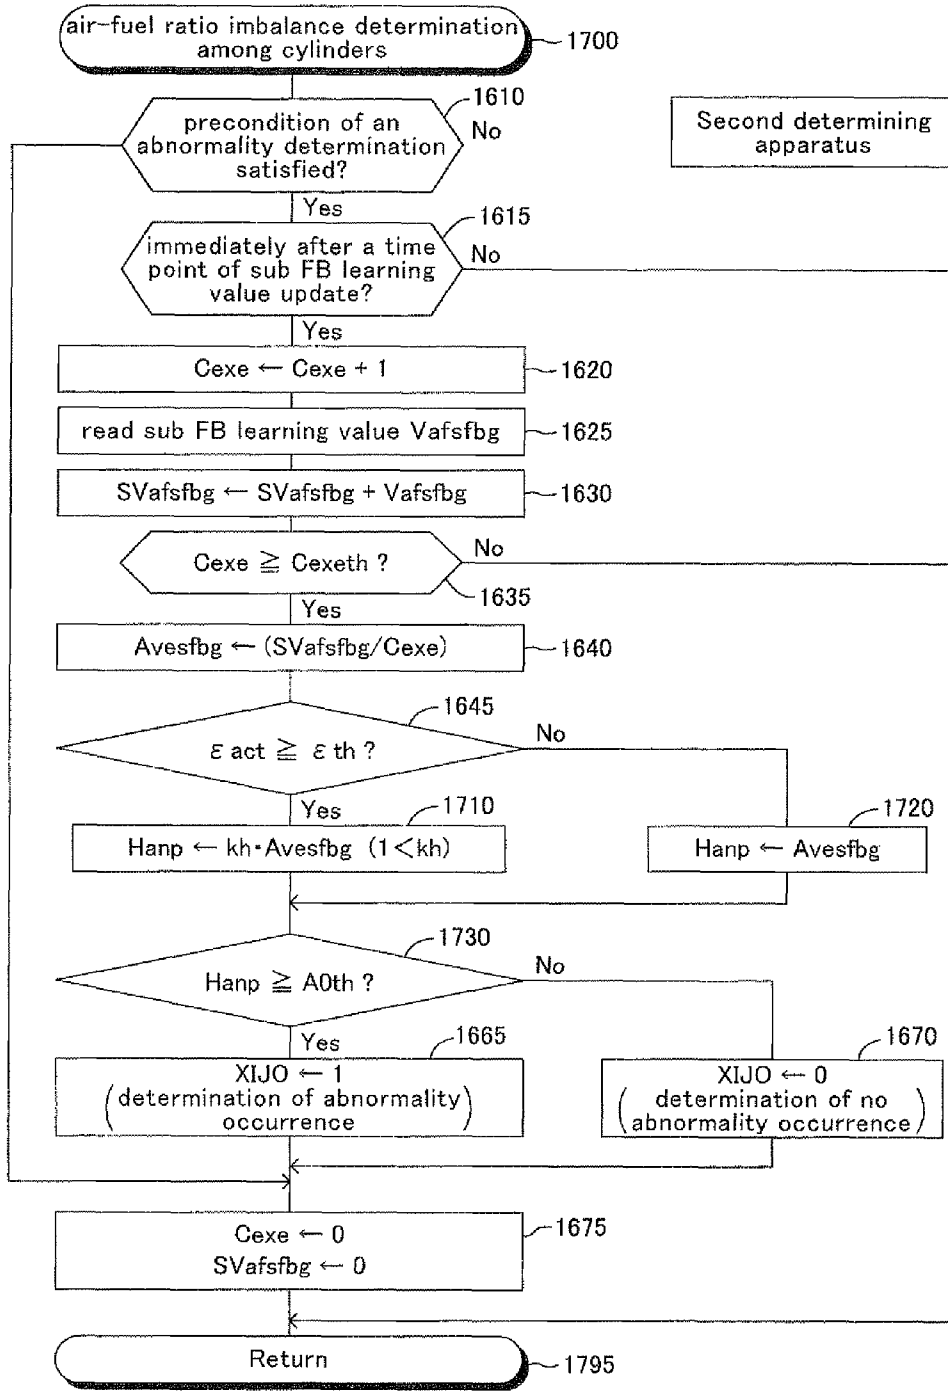 air-fuel ratio imbalance determination
among cylinders
1700
1610
precondition of an
abnormality determination
satisfied?
No
Second determining
apparatus
Yes
1615
immediately after a time
point of sub FB learning
value update?
No
Yes
Cexe ← Cexe + 1
1620
read sub FB learning value Vafsfbg
1625
SVafsfbg ← SVafsfbg + Vafsfbg
1630
Cexe ≧ Cexeth ?
No
1635
Yes
Avesfbg ← (SVafsfbg/Cexe)
1640
1645
ε act ≧ ε th ?
No
Yes
1710
1720
Hanp ← kh・Avesfbg (1<kh)
Hanp ← Avesfbg
1730
Hanp ≧ A0th ?
No
Yes
1665
1670
XIJO ← 1
(determination of abnormality
occurrence)
XIJO ← 0
(determination of no
abnormality occurrence)
Cexe ← 0
SVafsfbg ← 0
1675
Return
1795